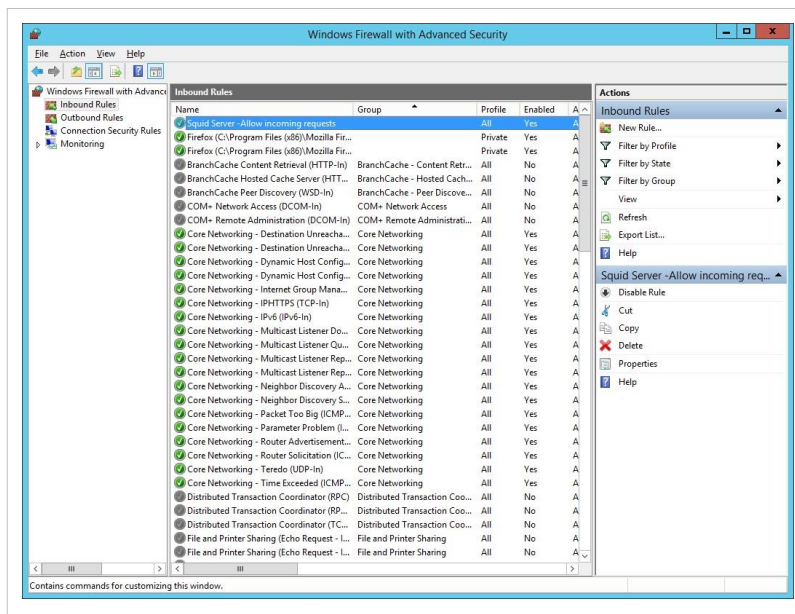 Windows Firewall with Advanced Security
File Action View Help
Windows Firewall with Advance
Inbound Rules
Outbound Rules
Connection Security Rules
Monitoring
Inbound Rules
Name Group Profile Enabled A
Squid Server -Allow incoming requests All Yes A
Firefox (C:\Program Files (x86)\Mozilla Fir... Private Yes A
Firefox (C:\Program Files (x86)\Mozilla Fir... Private Yes A
BranchCache Content Retrieval (HTTP-In) BranchCache - Content Retr... All No A
BranchCache Hosted Cache Server (HTT... BranchCache - Hosted Cach... All No A
BranchCache Peer Discovery (WSD-In) BranchCache - Peer Discove... All No A
COM+ Network Access (DCOM-In) COM+ Network Access All No A
COM+ Remote Administration (DCOM-In) COM+ Remote Administrati... All No A
Core Networking - Destination Unreacha... Core Networking All Yes A
Core Networking - Destination Unreacha... Core Networking All Yes A
Core Networking - Dynamic Host Config... Core Networking All Yes A
Core Networking - Dynamic Host Config... Core Networking All Yes A
Core Networking - Internet Group Mana... Core Networking All Yes A
Core Networking - IPHTTPS (TCP-In) Core Networking All Yes A
Core Networking - IPv6 (IPv6-In) Core Networking All Yes A
Core Networking - Multicast Listener Do... Core Networking All Yes A
Core Networking - Multicast Listener Qu... Core Networking All Yes A
Core Networking - Multicast Listener Rep... Core Networking All Yes A
Core Networking - Multicast Listener Rep... Core Networking All Yes A
Core Networking - Neighbor Discovery A... Core Networking All Yes A
Core Networking - Neighbor Discovery S... Core Networking All Yes A
Core Networking - Packet Too Big (ICMP... Core Networking All Yes A
Core Networking - Parameter Problem (I... Core Networking All Yes A
Core Networking - Router Advertisement... Core Networking All Yes A
Core Networking - Router Solicitation (IC... Core Networking All Yes A
Core Networking - Teredo (UDP-In) Core Networking All Yes A
Core Networking - Time Exceeded (ICMP... Core Networking All Yes A
Distributed Transaction Coordinator (RPC) Distributed Transaction Coo... All No A
Distributed Transaction Coordinator (RP... Distributed Transaction Coo... All No A
Distributed Transaction Coordinator (TC... Distributed Transaction Coo... All No A
File and Printer Sharing (Echo Request - I... File and Printer Sharing All No A
File and Printer Sharing (Echo Request - I... File and Printer Sharing All No A
Actions
Inbound Rules
New Rule...
Filter by Profile
Filter by State
Filter by Group
View
Refresh
Export List...
Help
Squid Server -Allow incoming req...
Disable Rule
Cut
Copy
Delete
Properties
Help
Contains commands for customizing this window.